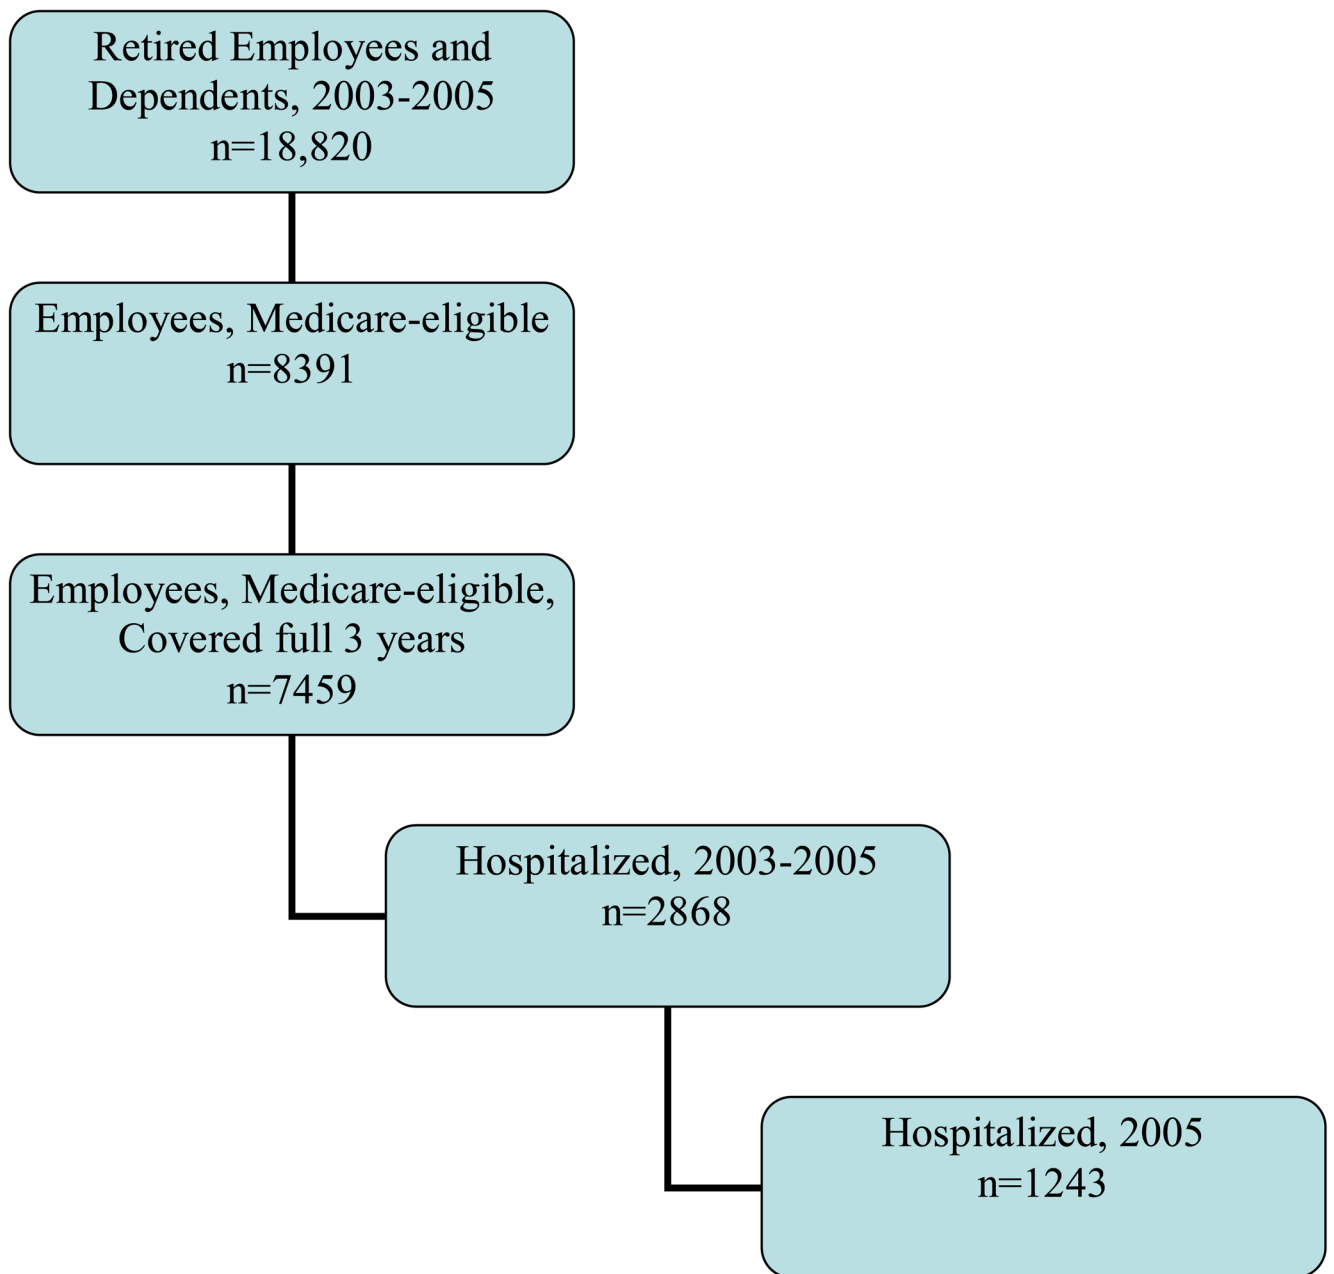 Retired Employees and
Dependents, 2003-2005
n=18,820
Employees, Medicare-eligible
n=8391
Employees, Medicare-eligible,
Covered full 3 years
n=7459
Hospitalized, 2003-2005
n=2868
Hospitalized, 2005
n=1243